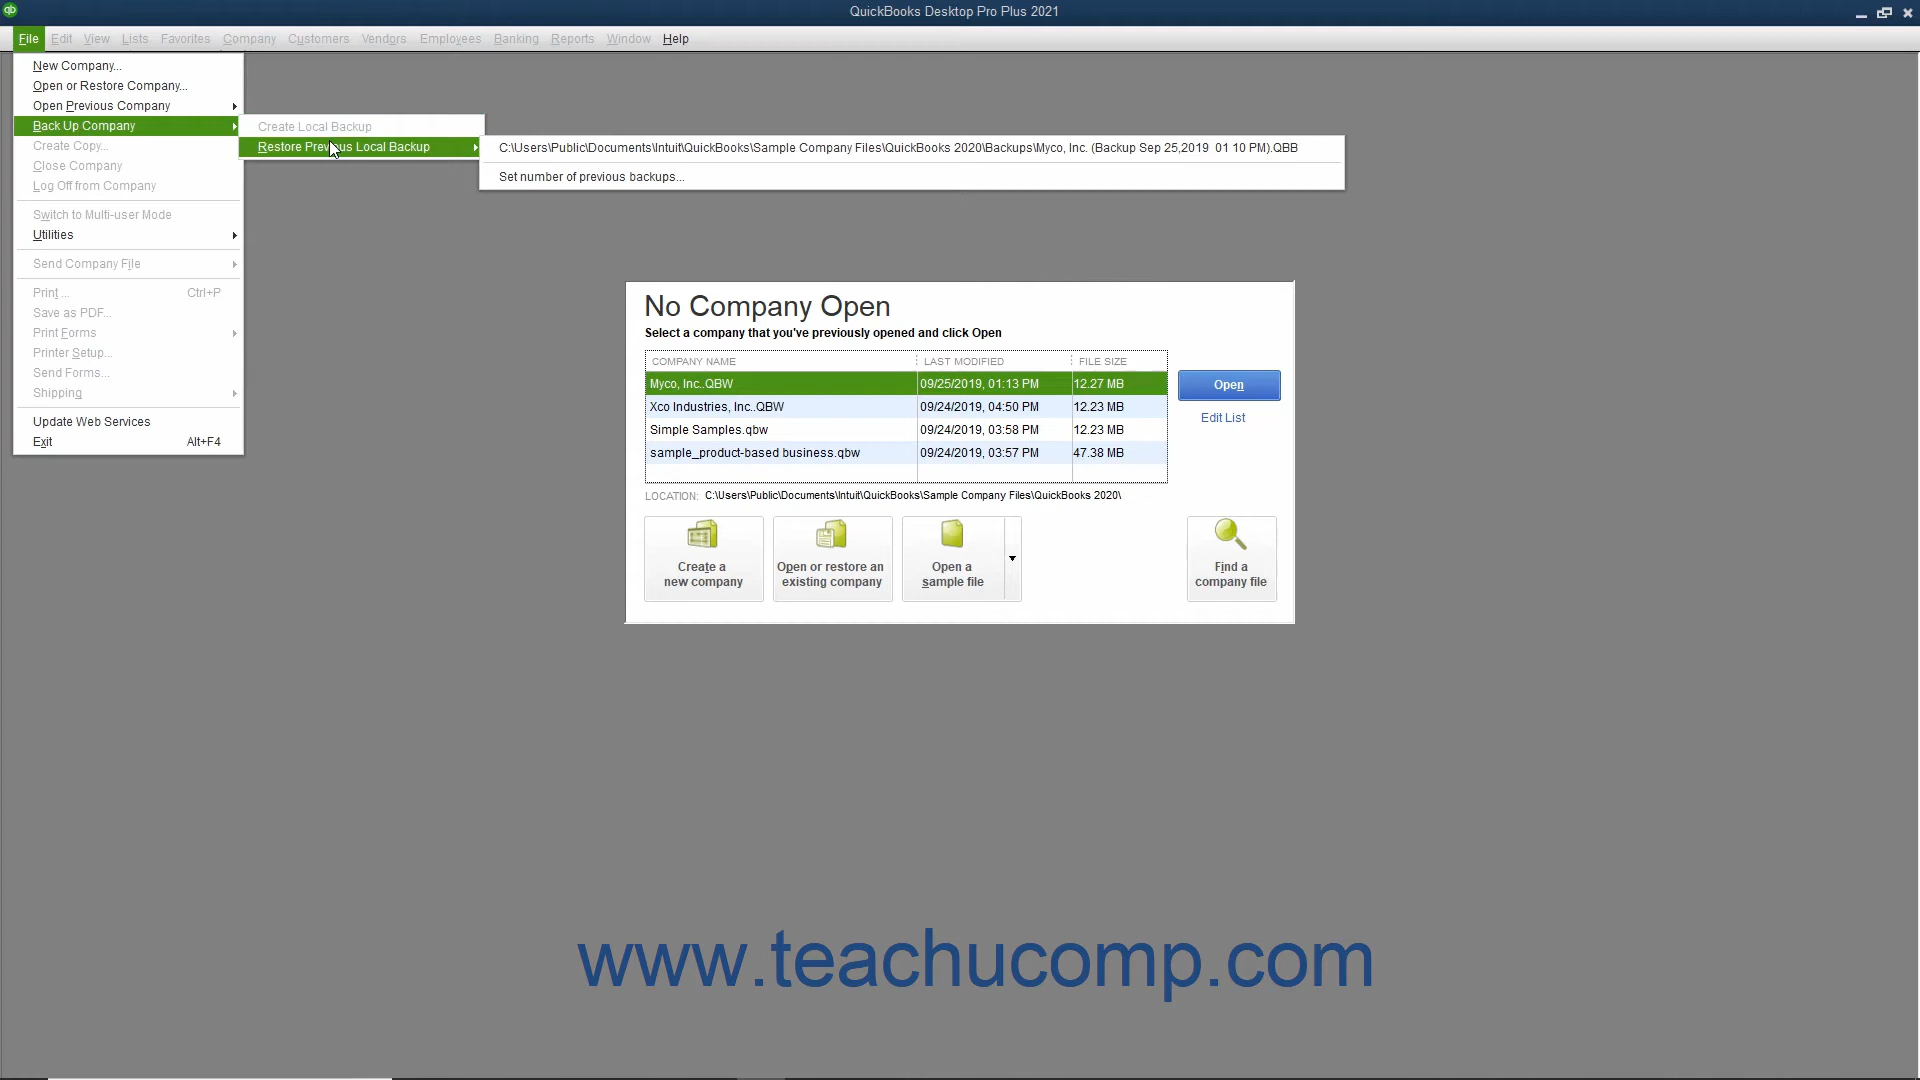 QuickBooks Desktop Pro Plus 2021
File Edit View Lists Favorites Company Customers Vendors Employees Banking Reports Window Help
New Company...
Open or Restore Company...
Open Previous Company
Back Up Company
Create Copy...
Close Company
Log Off from Company
Switch to Multi-user Mode
Utilities
Send Company File
Print ... Ctrl+P
Save as PDF...
Print Forms
Printer Setup...
Send Forms...
Shipping
Update Web Services
Exit Alt+F4
Create Local Backup
Restore Previous Local Backup
C:\Users\Public\Documents\Intuit\QuickBooks\Sample Company Files\QuickBooks 2020\Backups\Myco, Inc. (Backup Sep 25,2019  01 10 PM).QBB
Set number of previous backups...
No Company Open
Select a company that you've previously opened and click Open
COMPANY NAME LAST MODIFIED FILE SIZE
Myco, Inc..QBW 09/25/2019, 01:13 PM 12.27 MB
Xco Industries, Inc..QBW 09/24/2019, 04:50 PM 12.23 MB
Simple Samples.qbw 09/24/2019, 03:58 PM 12.23 MB
sample_product-based business.qbw 09/24/2019, 03:57 PM 47.38 MB
Open
Edit List
LOCATION: C:\Users\Public\Documents\Intuit\QuickBooks\Sample Company Files\QuickBooks 2020\
Create a
new company
Open or restore an
existing company
Open a
sample file
Find a
company file
www.teachucomp.com